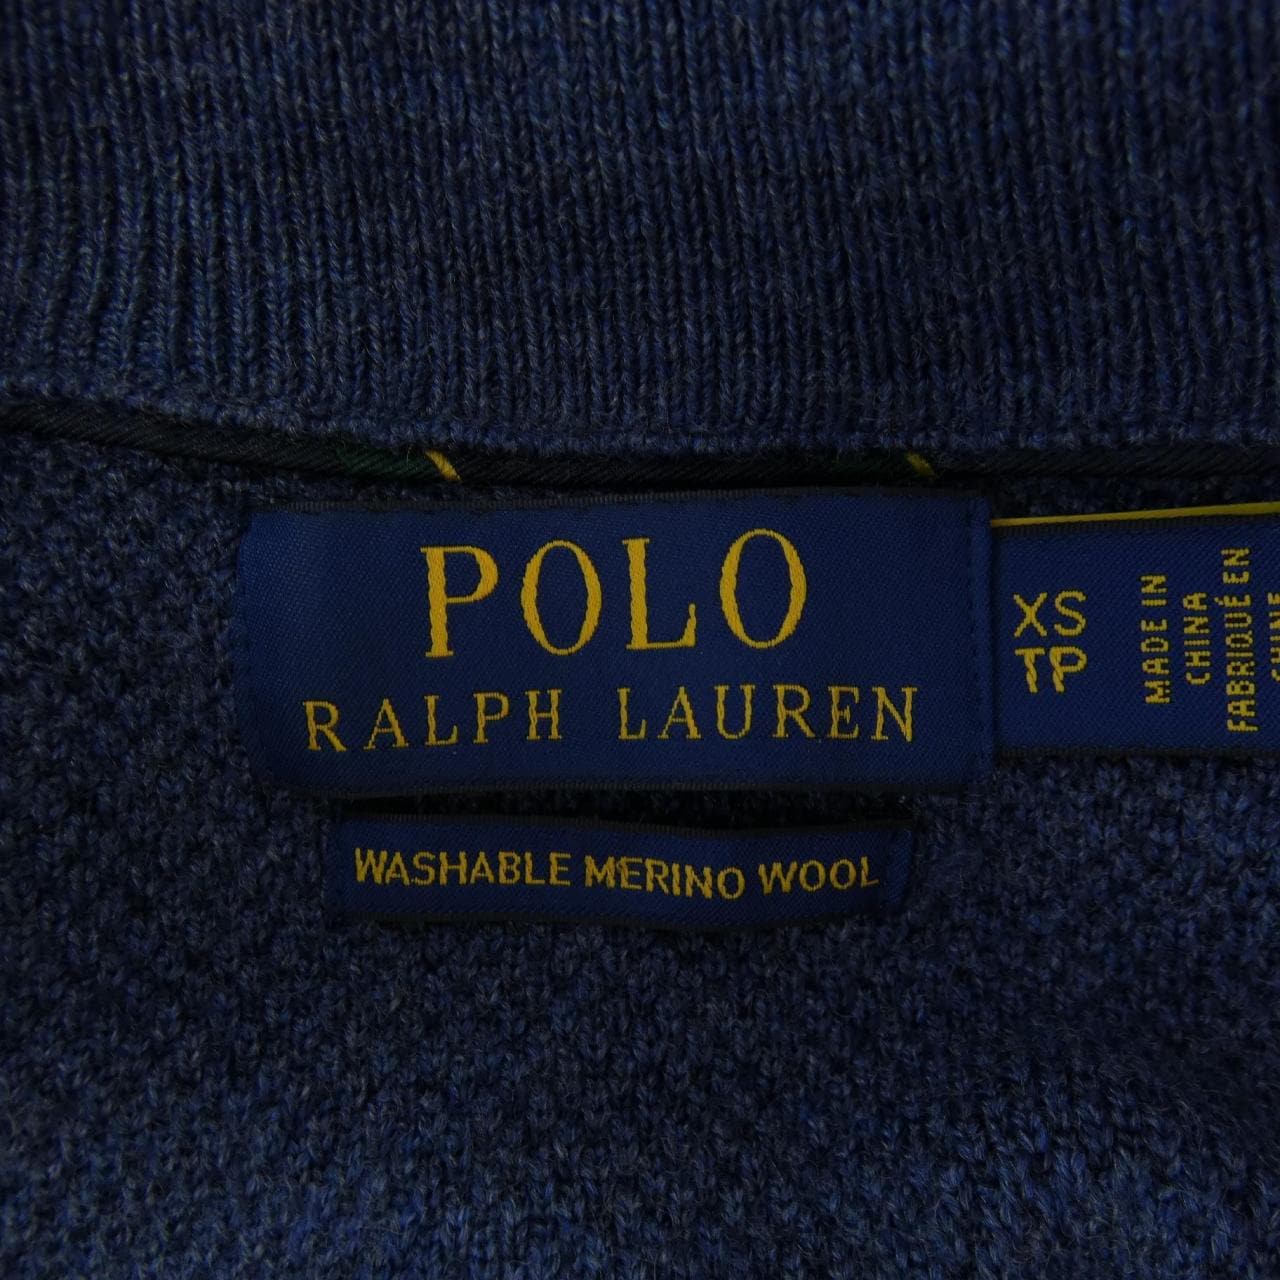 POLO
RALPH LAUREN
WASHABLE MERINO WOOL
XS
TP
MADE IN
CHINA
FABRIQUÉ EN